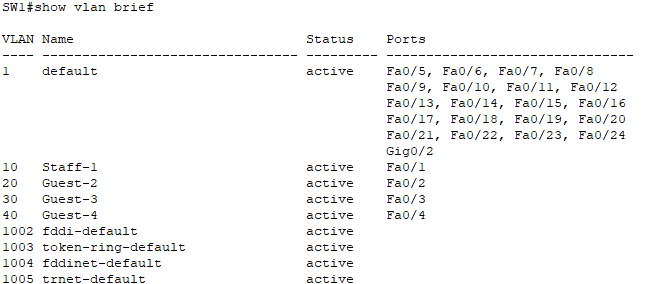 SW1#show vlan brief
VLAN Name Status Ports
---- -------------------------------- --------- -------------------------------
1 default active Fa0/5, Fa0/6, Fa0/7, Fa0/8
Fa0/9, Fa0/10, Fa0/11, Fa0/12
Fa0/13, Fa0/14, Fa0/15, Fa0/16
Fa0/17, Fa0/18, Fa0/19, Fa0/20
Fa0/21, Fa0/22, Fa0/23, Fa0/24
Gig0/2
10 Staff-1 active Fa0/1
20 Guest-2 active Fa0/2
30 Guest-3 active Fa0/3
40 Guest-4 active Fa0/4
1002 fddi-default active
1003 token-ring-default active
1004 fddinet-default active
1005 trnet-default active